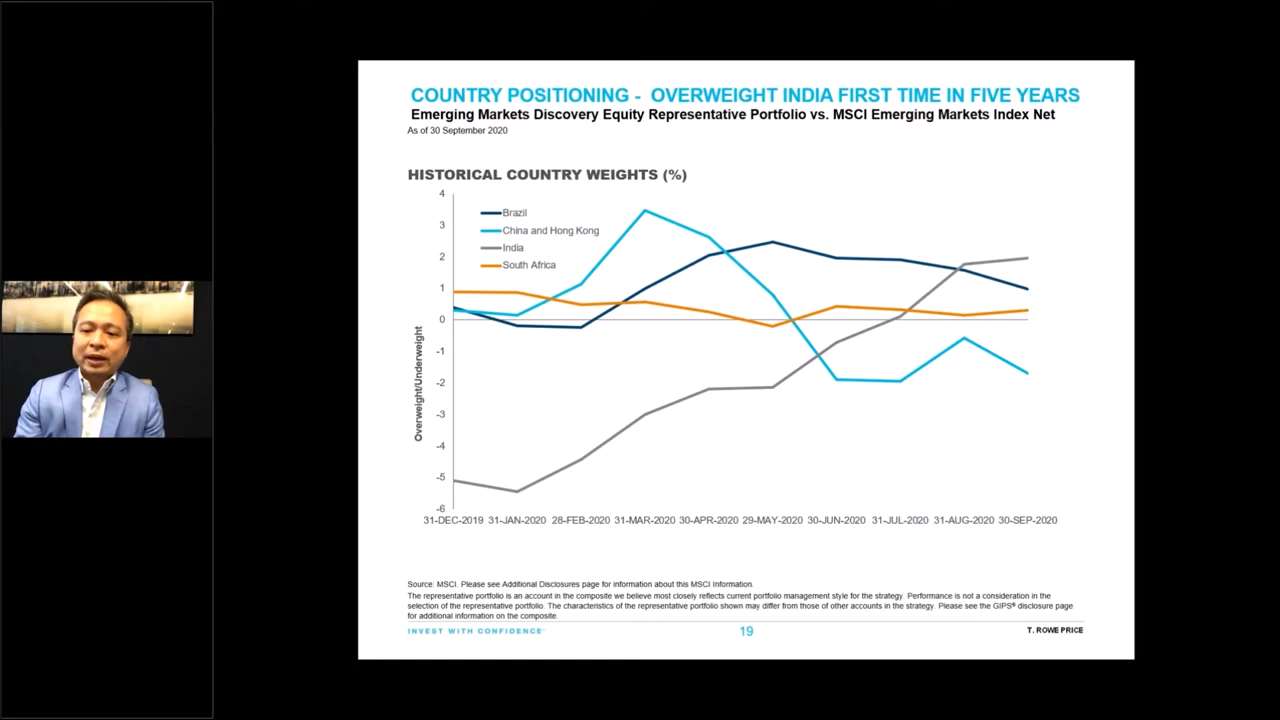 COUNTRY POSITIONING - OVERWEIGHT INDIA FIRST TIME IN FIVE YEARS
Emerging Markets Discovery Equity Representative Portfolio vs. MSCI Emerging Markets Index Net
As of 30 September 2020
HISTORICAL COUNTRY WEIGHTS (%)
4
3
2
1
0
-1
-2
-3
-4
-5
-6
Overweight/Underweight
Brazil
China and Hong Kong
India
South Africa
31-DEC-2019 31-JAN-2020 28-FEB-2020 31-MAR-2020 30-APR-2020 29-MAY-2020 30-JUN-2020 31-JUL-2020 31-AUG-2020 30-SEP-2020
Source: MSCI. Please see Additional Disclosures page for information about this MSCI Information.
The representative portfolio is an account in the composite we believe most closely reflects current portfolio management style for the strategy. Performance is not a consideration in the
selection of the representative portfolio. The characteristics of the representative portfolio shown may differ from those of other accounts in the strategy. Please see the GIPS® disclosure page
for additional information on the composite.
INVEST WITH CONFIDENCE
19
T. ROWE PRICE